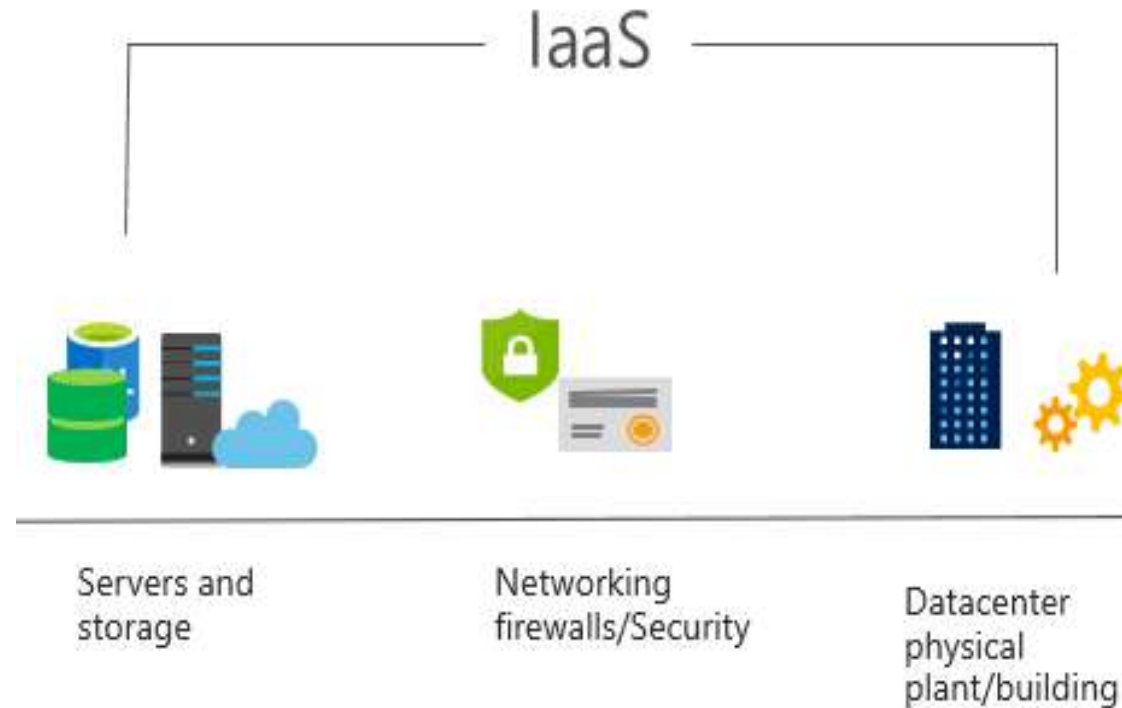 IaaS
Servers and
storage
Networking
firewalls/Security
Datacenter
physical
plant/building